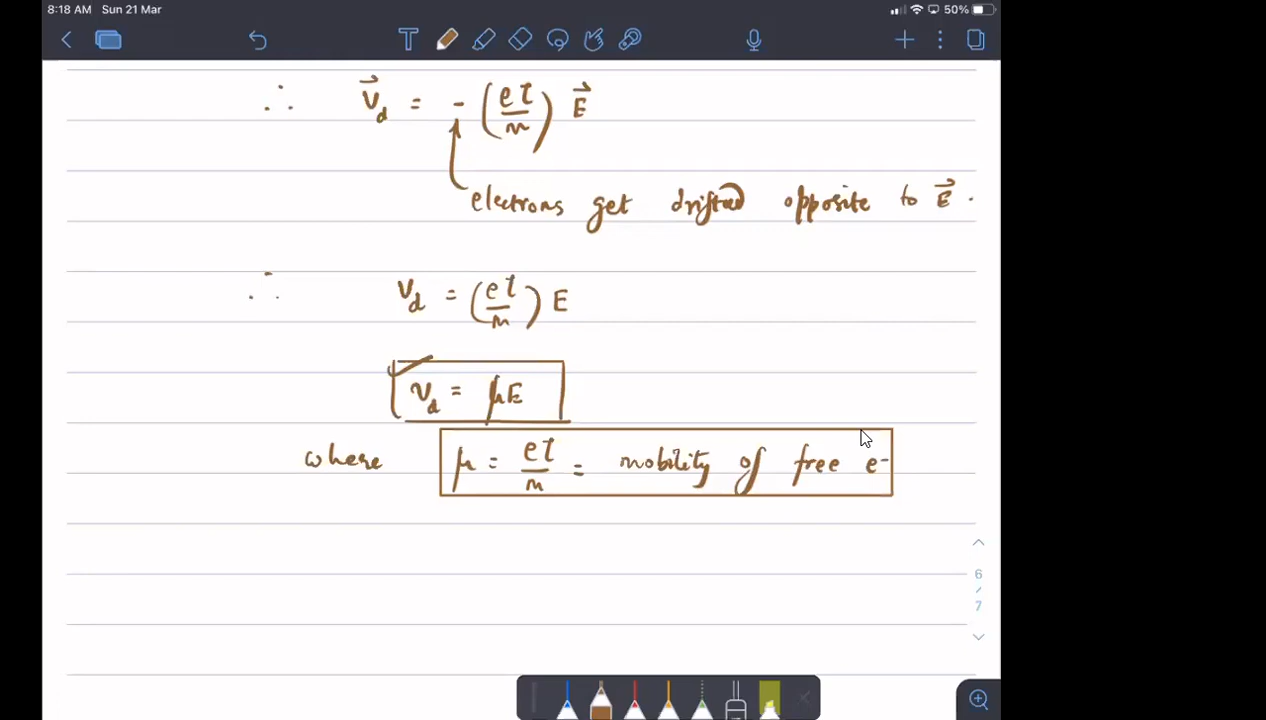 8:18 AM Sun 21 Mar 50%
T
∴ v⃗d = - (eτ/m) E⃗
electrons get drifted opposite to E⃗.
∴ vd = (eτ/m) E
vd = μE
where μ = eτ/m = mobility of free e-
6
/
7